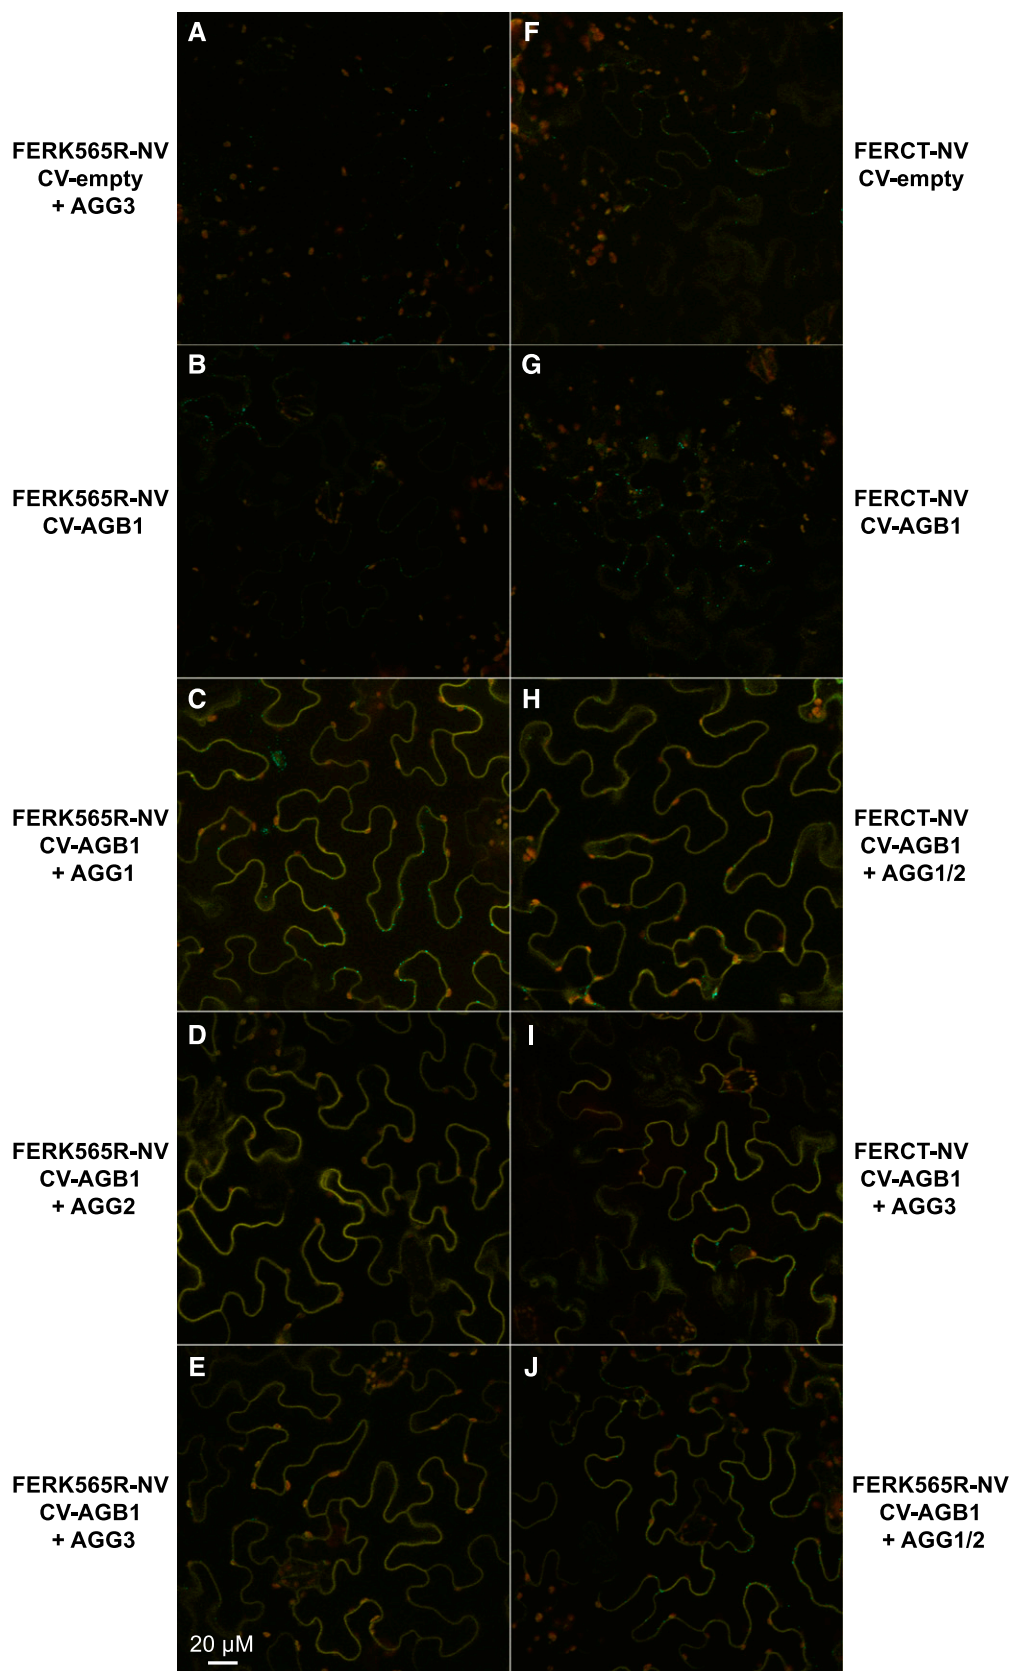 A
FERK565R-NV
CV-empty
+ AGG3
F
FERCT-NV
CV-empty
B
FERK565R-NV
CV-AGB1
G
FERCT-NV
CV-AGB1
C
FERK565R-NV
CV-AGB1
+ AGG1
H
FERCT-NV
CV-AGB1
+ AGG1/2
D
FERK565R-NV
CV-AGB1
+ AGG2
I
FERCT-NV
CV-AGB1
+ AGG3
E
FERK565R-NV
CV-AGB1
+ AGG3
20 µM
J
FERK565R-NV
CV-AGB1
+ AGG1/2